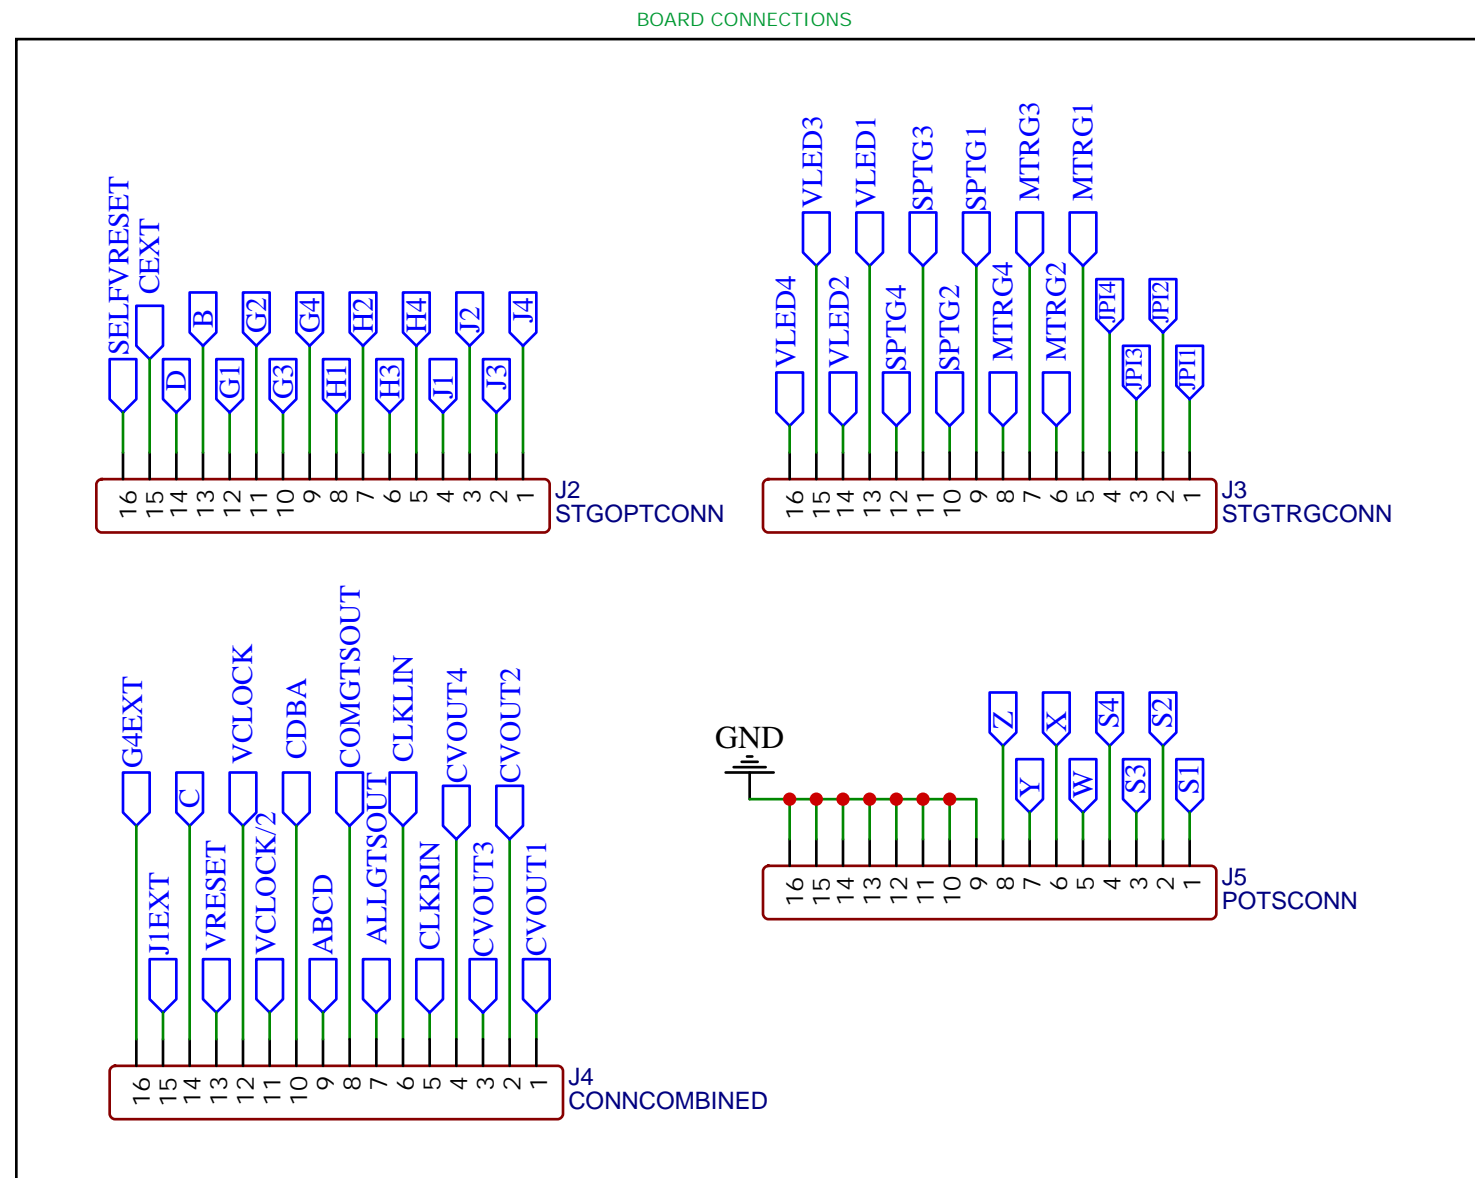 BOARD CONNECTIONS
SELFVRESET
CEXT
D
B
G1
G2
G3
G4
H1
H2
H3
H4
J1
J2
J3
J4
16 15 14 13 12 11 10 9 8 7 6 5 4 3 2 1
J2
STGOPTCONN
VLED4
VLED3
VLED2
VLED1
SPTG4
SPTG3
SPTG2
SPTG1
MTRG4
MTRG3
MTRG2
MTRG1
JPI4
JPI3
JPI2
JPI1
16 15 14 13 12 11 10 9 8 7 6 5 4 3 2 1
J3
STGTRGCONN
G4EXT
J1EXT
C
VRESET
VCLOCK
VCLOCK/2
CDBA
ABCD
COMGTSOUT
ALLGTSOUT
CLKLIN
CLKRIN
CVOUT4
CVOUT3
CVOUT2
CVOUT1
16 15 14 13 12 11 10 9 8 7 6 5 4 3 2 1
J4
CONNCOMBINED
GND
Z
Y
X
W
S4
S3
S2
S1
16 15 14 13 12 11 10 9 8 7 6 5 4 3 2 1
J5
POTSCONN